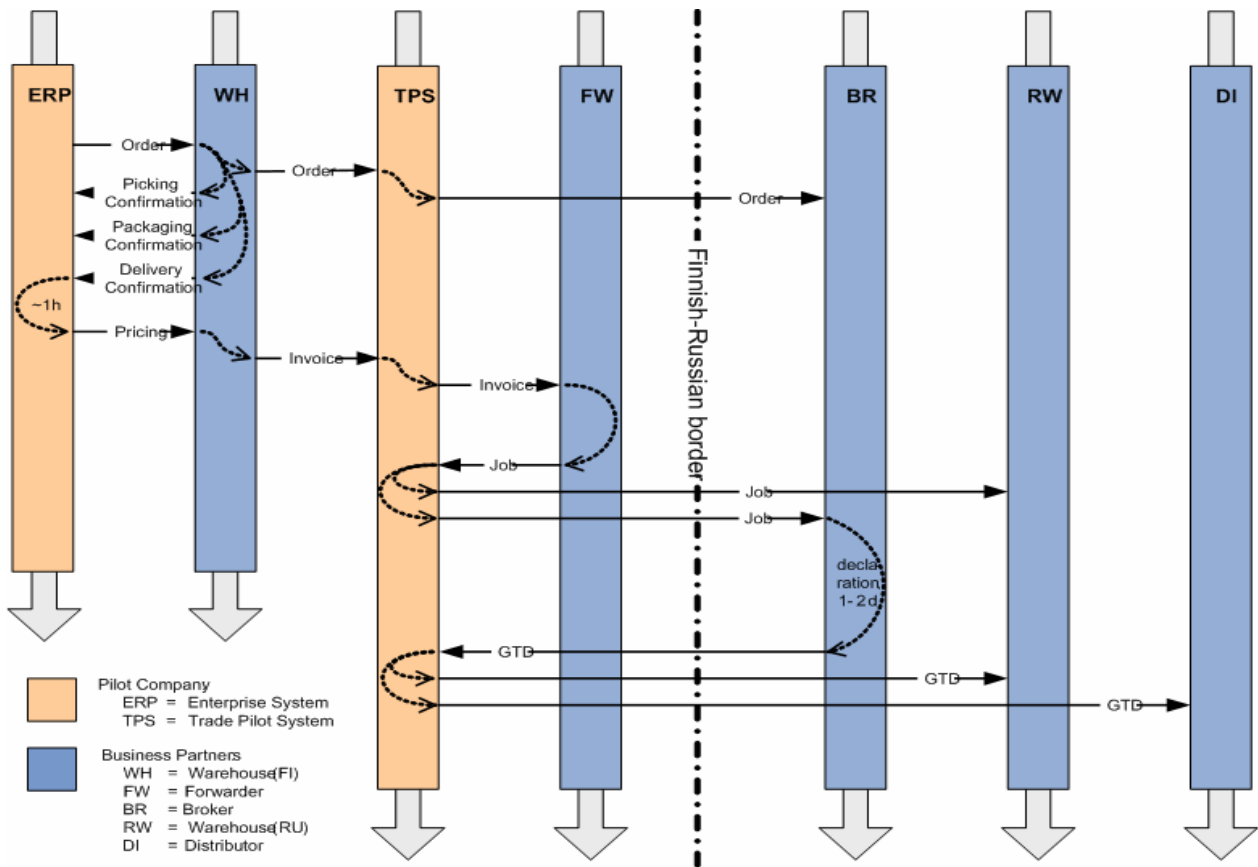 ERP
WH
TPS
FW
BR
RW
DI
Order
Order
Picking
Confirmation
Order
Packaging
Confirmation
Delivery
Confirmation
~1h
Pricing
Invoice
Invoice
Finnish-Russian border
Job
Job
Job
decla
ration,
1-2d
GTD
GTD
GTD
Pilot Company
ERP = Enterprise System
TPS = Trade Pilot System
Business Partners
WH = Warehouse(FI)
FW = Forwarder
BR = Broker
RW = Warehouse(RU)
DI = Distributor